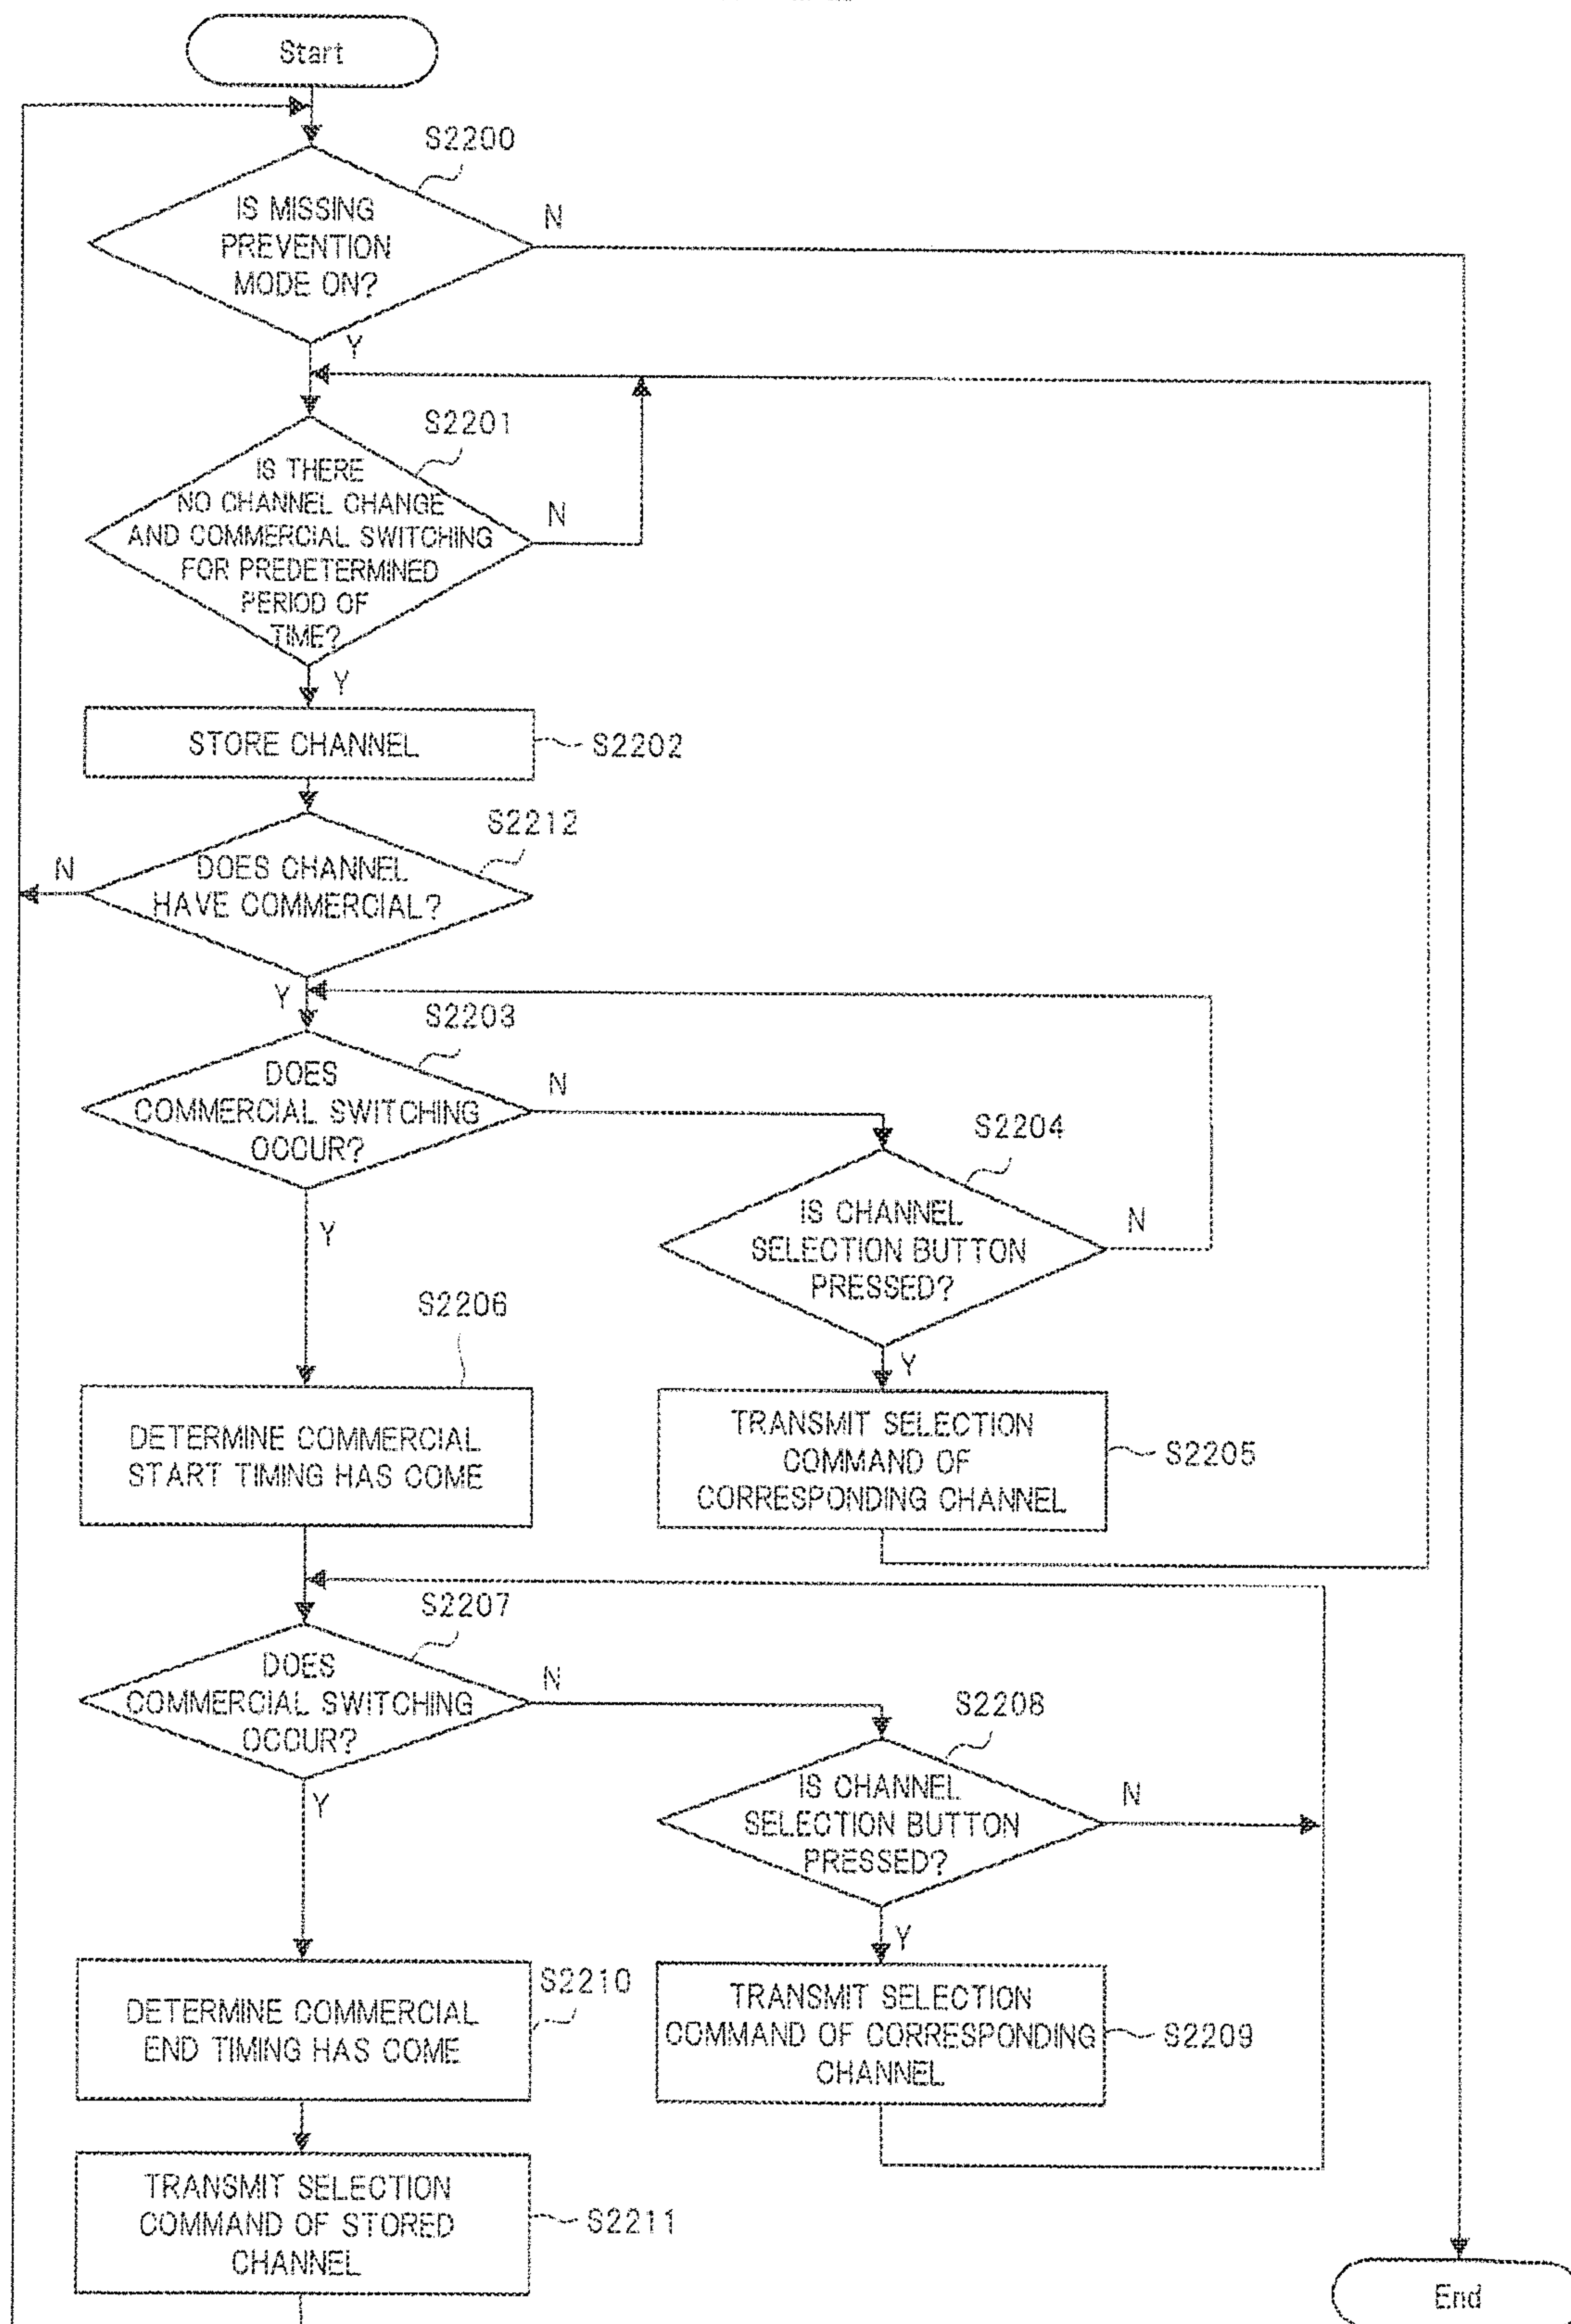 Start
S2200
IS MISSING
PREVENTION
MODE ON?
N
Y
S2201
IS THERE
NO CHANNEL CHANGE
AND COMMERCIAL SWITCHING
FOR PREDETERMINED
PERIOD OF
TIME?
N
Y
STORE CHANNEL
S2202
S2212
N
DOES CHANNEL
HAVE COMMERCIAL?
Y
S2203
DOES
COMMERCIAL SWITCHING
OCCUR?
N
Y
S2204
IS CHANNEL
SELECTION BUTTON
PRESSED?
N
Y
S2206
DETERMINE COMMERCIAL
START TIMING HAS COME
TRANSMIT SELECTION
COMMAND OF
CORRESPONDING CHANNEL
S2205
S2207
DOES
COMMERCIAL SWITCHING
OCCUR?
N
Y
S2208
IS CHANNEL
SELECTION BUTTON
PRESSED?
N
Y
S2210
DETERMINE COMMERCIAL
END TIMING HAS COME
TRANSMIT SELECTION
COMMAND OF CORRESPONDING
CHANNEL
S2209
TRANSMIT SELECTION
COMMAND OF STORED
CHANNEL
S2211
End